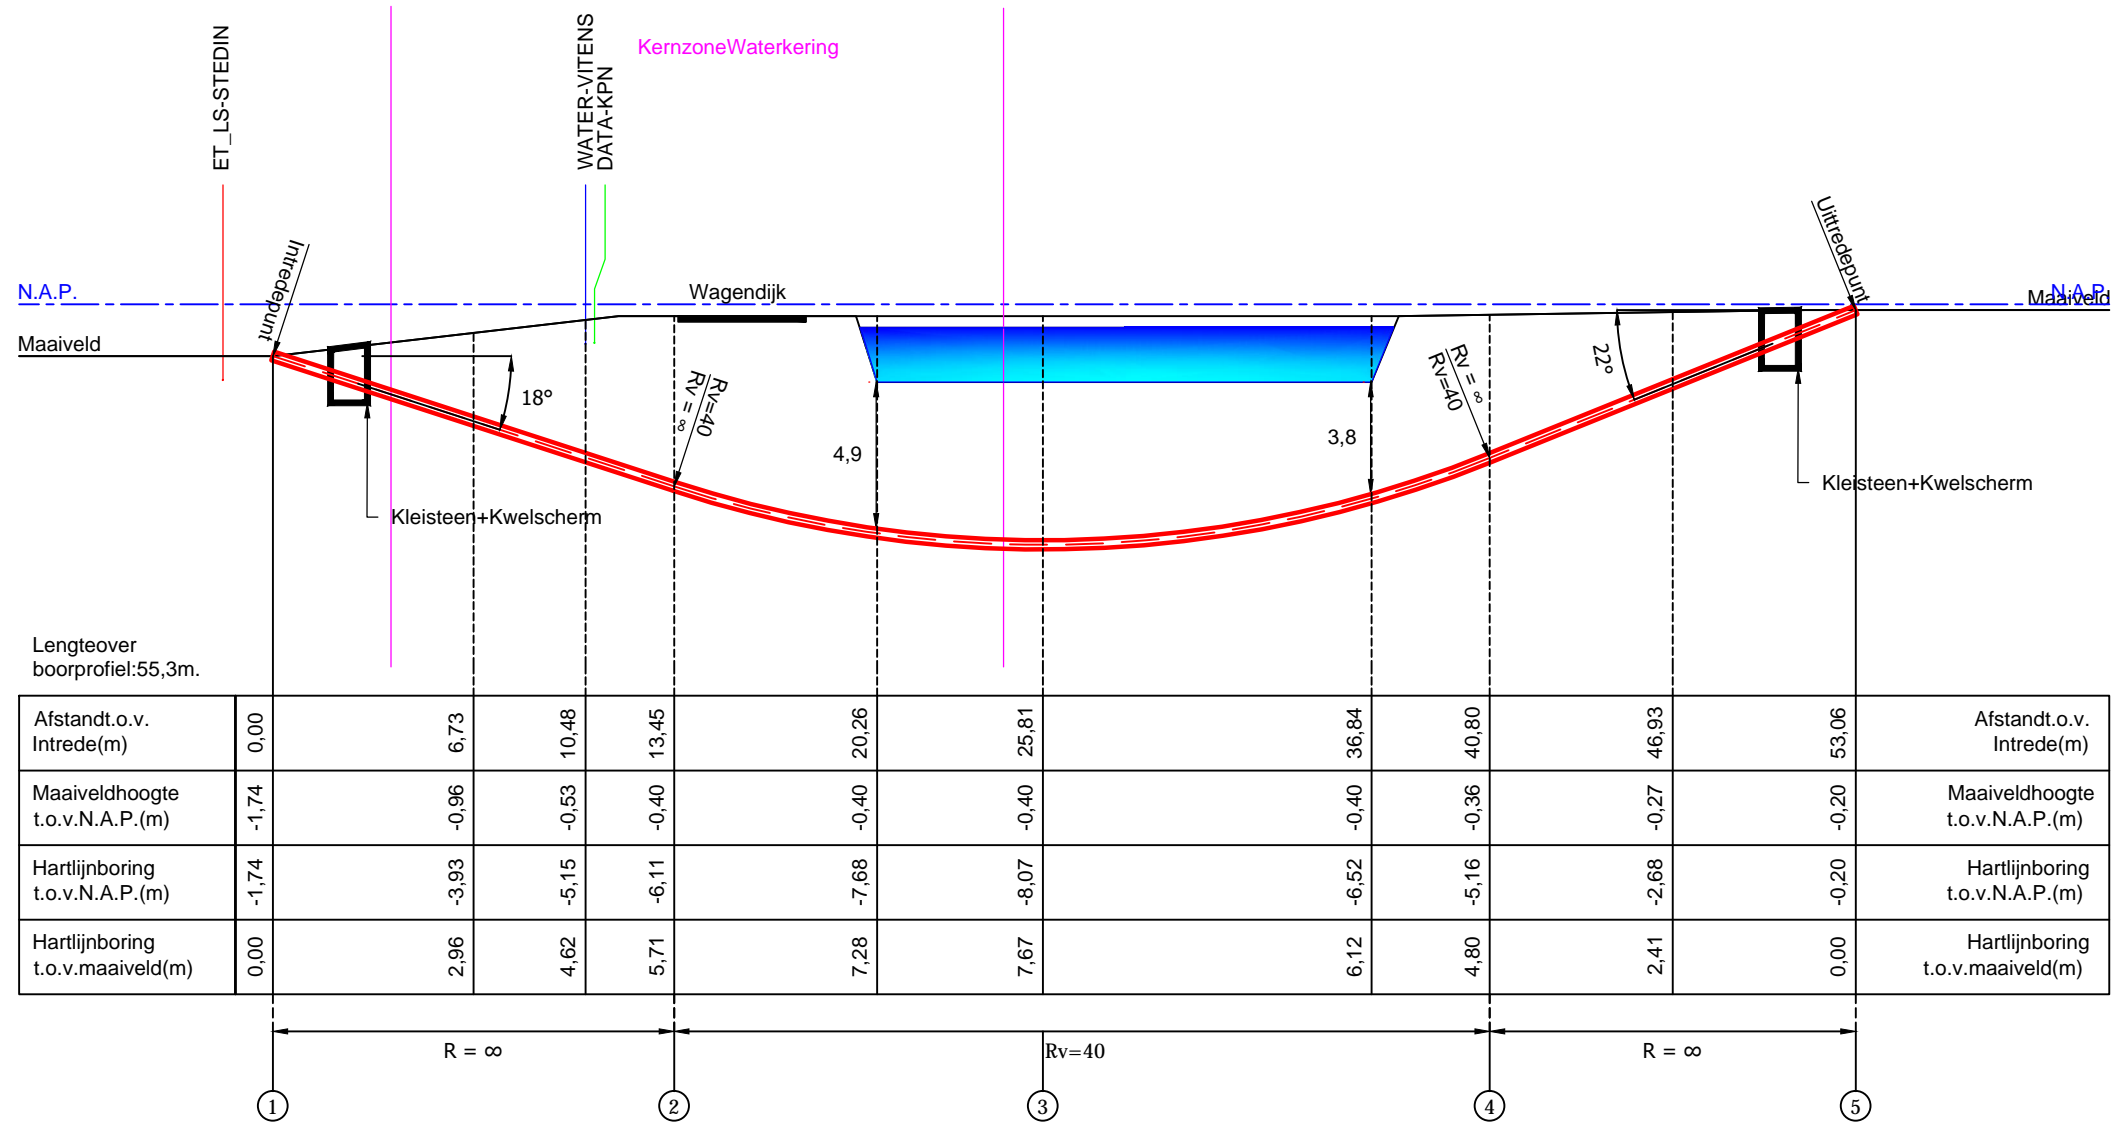 ET_LS-STEDIN
WATER-VITENS
DATA-KPN
KernzoneWaterkering
Intredepunt
Uittredepunt
N.A.P.
Wagendijk
N.A.P.
Maaiveld
Maaiveld
18°
Rv=40
Rv = ∞
4,9
3,8
Rv = ∞
Rv=40
22°
Kleisteen+Kwelscherm
Kleisteen+Kwelscherm
Lengteover
boorprofiel:55,3m.
Afstandt.o.v.
Intrede(m)
0,00
6,73
10,48
13,45
20,26
25,81
36,84
40,80
46,93
53,06
Afstandt.o.v.
Intrede(m)
Maaiveldhoogte
t.o.v.N.A.P.(m)
-1,74
-0,96
-0,53
-0,40
-0,40
-0,40
-0,40
-0,36
-0,27
-0,20
Maaiveldhoogte
t.o.v.N.A.P.(m)
Hartlijnboring
t.o.v.N.A.P.(m)
-1,74
-3,93
-5,15
-6,11
-7,68
-8,07
-6,52
-5,16
-2,68
-0,20
Hartlijnboring
t.o.v.N.A.P.(m)
Hartlijnboring
t.o.v.maaiveld(m)
0,00
2,96
4,62
5,71
7,28
7,67
6,12
4,80
2,41
0,00
Hartlijnboring
t.o.v.maaiveld(m)
R = ∞
Rv=40
R = ∞
1
2
3
4
5